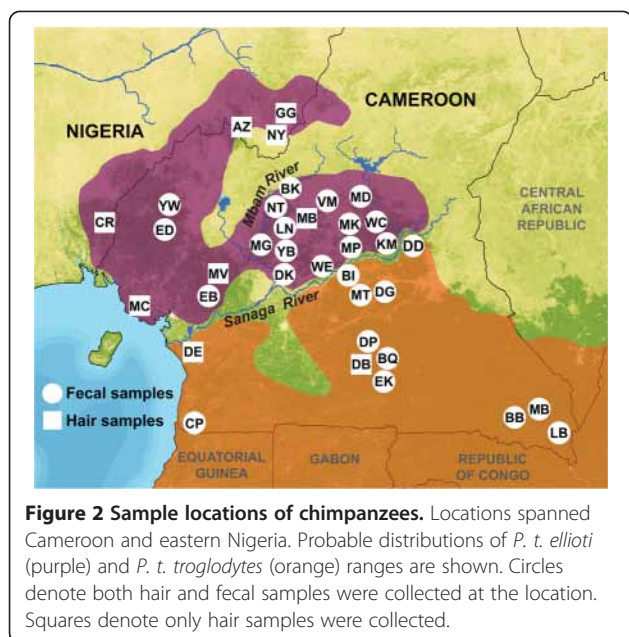 CAMEROON
NIGERIA
GG
AZ
NY
Mbam River
BK
CENTRAL
AFRICAN
REPUBLIC
YW
NT
VM
MD
CR
MB
ED
LN
MK
WC
MG
YB
MP
KM
DD
MV
DK
WE
BI
EB
MT
DG
MC
Sanaga River
DE
DP
DB
BQ
EK
Fecal samples
Hair samples
CP
BB
MB
LB
EQUATORIAL
GUINEA
GABON
REPUBLIC
OF CONGO
Figure 2 Sample locations of chimpanzees. Locations spanned
Cameroon and eastern Nigeria. Probable distributions of P. t. ellioti
(purple) and P. t. troglodytes (orange) ranges are shown. Circles
denote both hair and fecal samples were collected at the location.
Squares denote only hair samples were collected.